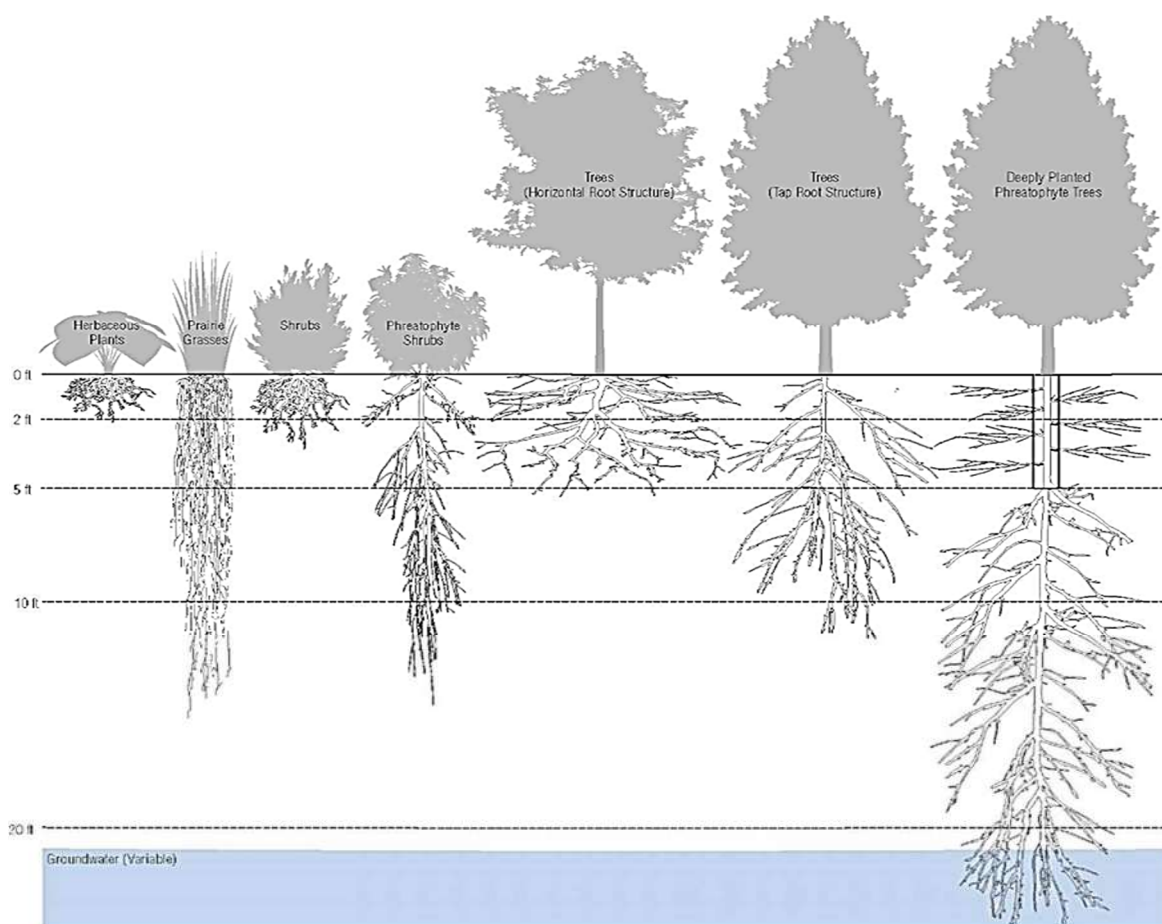 Trees
(Horizontal Root Structure)
Trees
(Tap Root Structure)
Deeply Planted
Phreatophyte Trees
Herbaceous
Plants
Prairie
Grasses
Shrubs
Phreatophyte
Shrubs
0 ft
2 ft
5 ft
10 ft
20 ft
Groundwater (Variable)